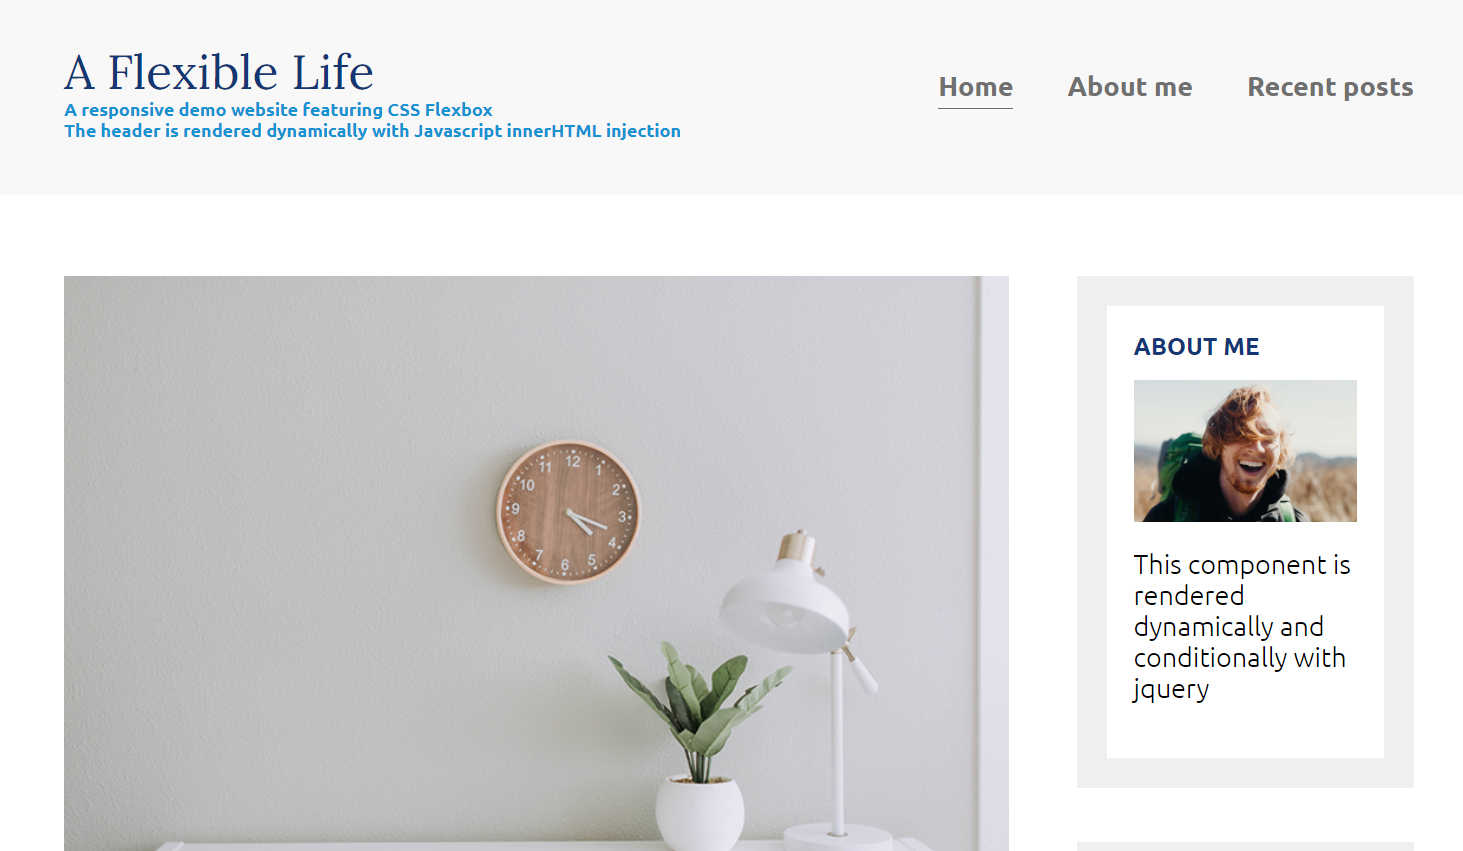 A Flexible Life
A responsive demo website featuring CSS Flexbox
The header is rendered dynamically with Javascript innerHTML injection
Home About me Recent posts
12
11 1
10 2
9 3
8 4
7 5
6
ABOUT ME
This component is
rendered
dynamically and
conditionally with
jquery